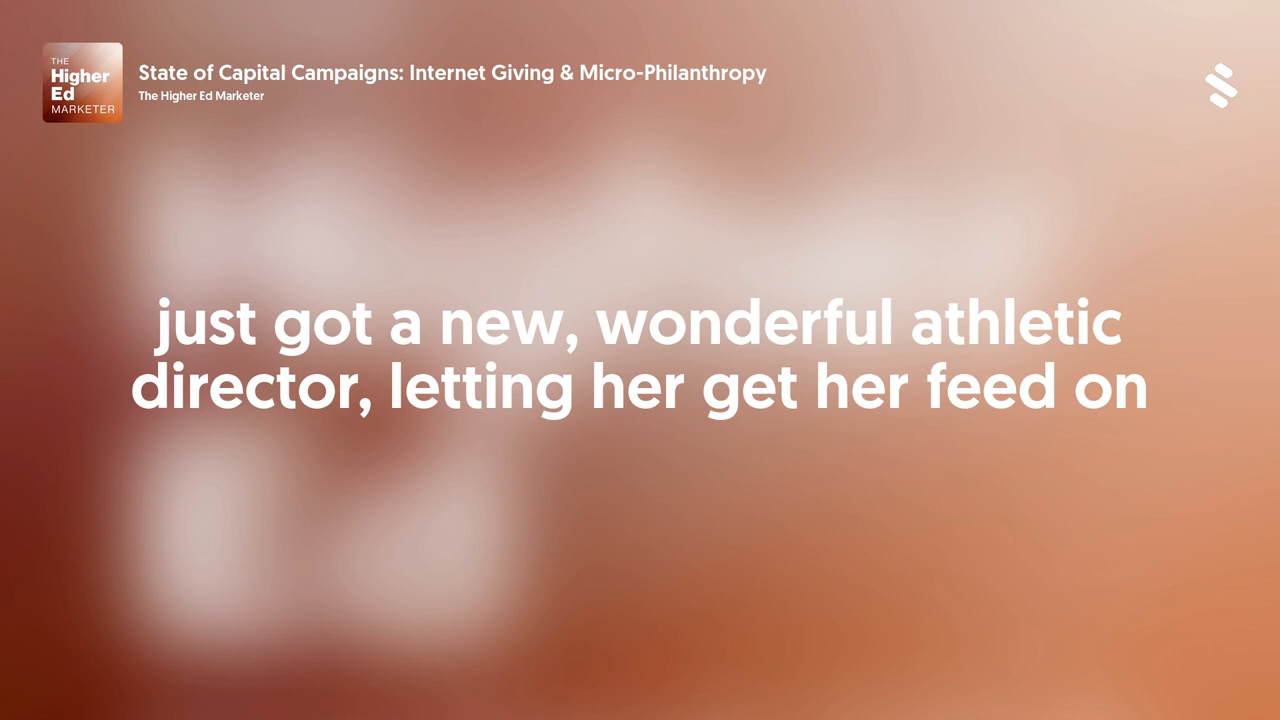 THE
Higher
Ed
MARKETER
State of Capital Campaigns: Internet Giving & Micro-Philanthropy
The Higher Ed Marketer
just got a new, wonderful athletic
director, letting her get her feed on